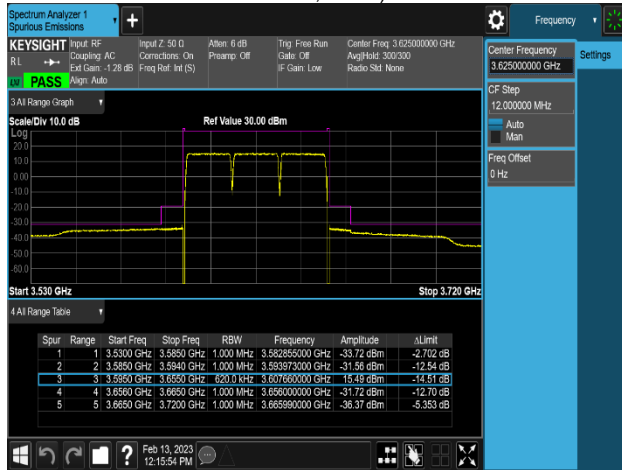 Spectrum Analyzer 1
Spurious Emissions
Frequency
KEYSIGHT Input: RF Input Z: 50 Ω Atten: 6 dB Trig: Free Run Center Freq: 3.625000000 GHz
RL Coupling: AC Corrections: On Preamp: Off Gate: Off Avg|Hold: 300/300
Ext Gain: -1.28 dB Freq Ref: Int (S) IF Gain: Low Radio Std: None
PASS Align: Auto
Center Frequency
3.625000000 GHz
Settings
CF Step
12.000000 MHz
Auto
Man
Freq Offset
0 Hz
3 All Range Graph
Scale/Div 10.0 dB Ref Value 30.00 dBm
Log
20.0
10.0
0.00
-10.0
-20.0
-30.0
-40.0
-50.0
-60.0
Start 3.530 GHz Stop 3.720 GHz
4 All Range Table
Spur Range Start Freq Stop Freq RBW Frequency Amplitude ΔLimit
1 1 3.5300 GHz 3.5850 GHz 1.000 MHz 3.582855000 GHz -33.72 dBm -2.702 dB
2 2 3.5850 GHz 3.5940 GHz 1.000 MHz 3.593973000 GHz -31.56 dBm -12.54 dB
3 3 3.5950 GHz 3.6550 GHz 620.0 kHz 3.607660000 GHz 15.49 dBm -14.51 dB
4 4 3.6560 GHz 3.6650 GHz 1.000 MHz 3.656000000 GHz -31.72 dBm -12.70 dB
5 5 3.6650 GHz 3.7200 GHz 1.000 MHz 3.665990000 GHz -36.37 dBm -5.353 dB
Feb 13, 2023
12:15:54 PM